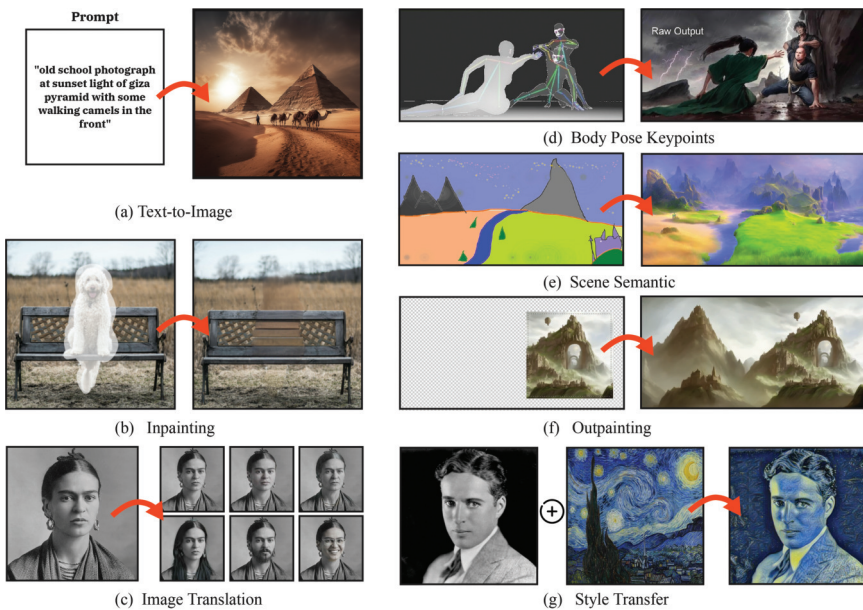 Prompt
"old school photograph
at sunset light of giza
pyramid with some
walking camels in the
front"
(a) Text-to-Image
(b) Inpainting
(c) Image Translation
Raw Output
(d) Body Pose Keypoints
(e) Scene Semantic
(f) Outpainting
(g) Style Transfer